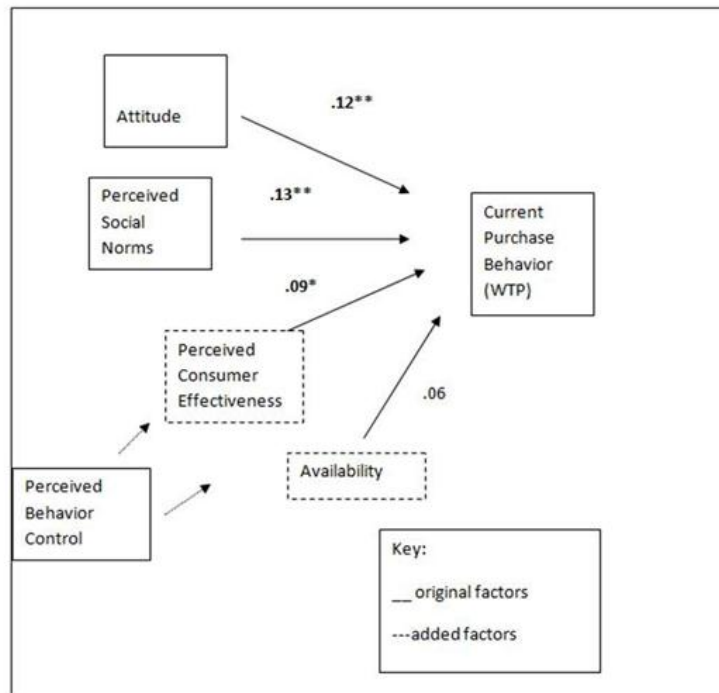 Attitude
.12**
Perceived
Social
Norms
.13**
Current
Purchase
Behavior
(WTP)
.09*
Perceived
Consumer
Effectiveness
.06
Availability
Perceived
Behavior
Control
Key:
__ original factors
---added factors